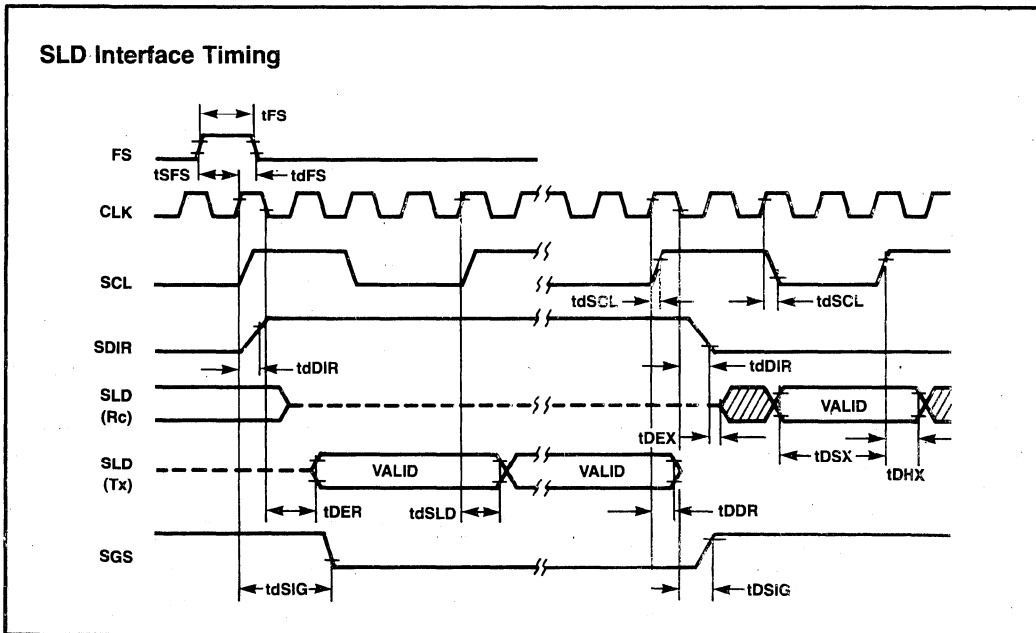 SLD Interface Timing
tFS
FS
tSFS
tdFS
CLK
SCL
tdSCL
tdSCL
SDIR
tdDIR
tdDIR
SLD
(Rc)
VALID
tDEX
tDSX
tDHX
SLD
(Tx)
VALID
VALID
tDER
tdSLD
tDDR
SGS
tdSIG
tDSIG